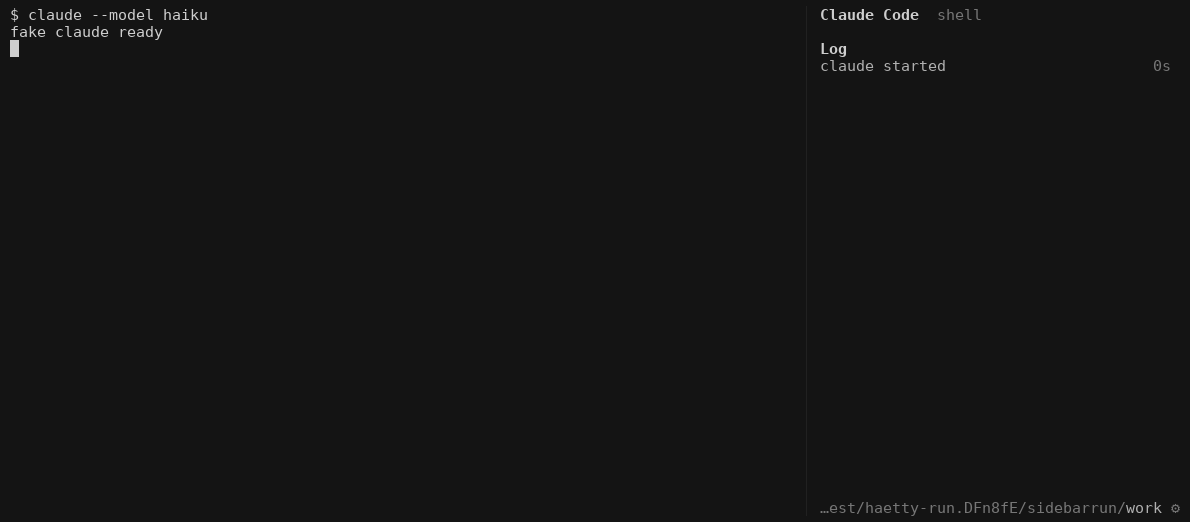 $ claude --model haiku
fake claude ready
Claude Code  shell
Log
claude started 0s
…est/haetty-run.DFn8fE/sidebarrun/work ⚙